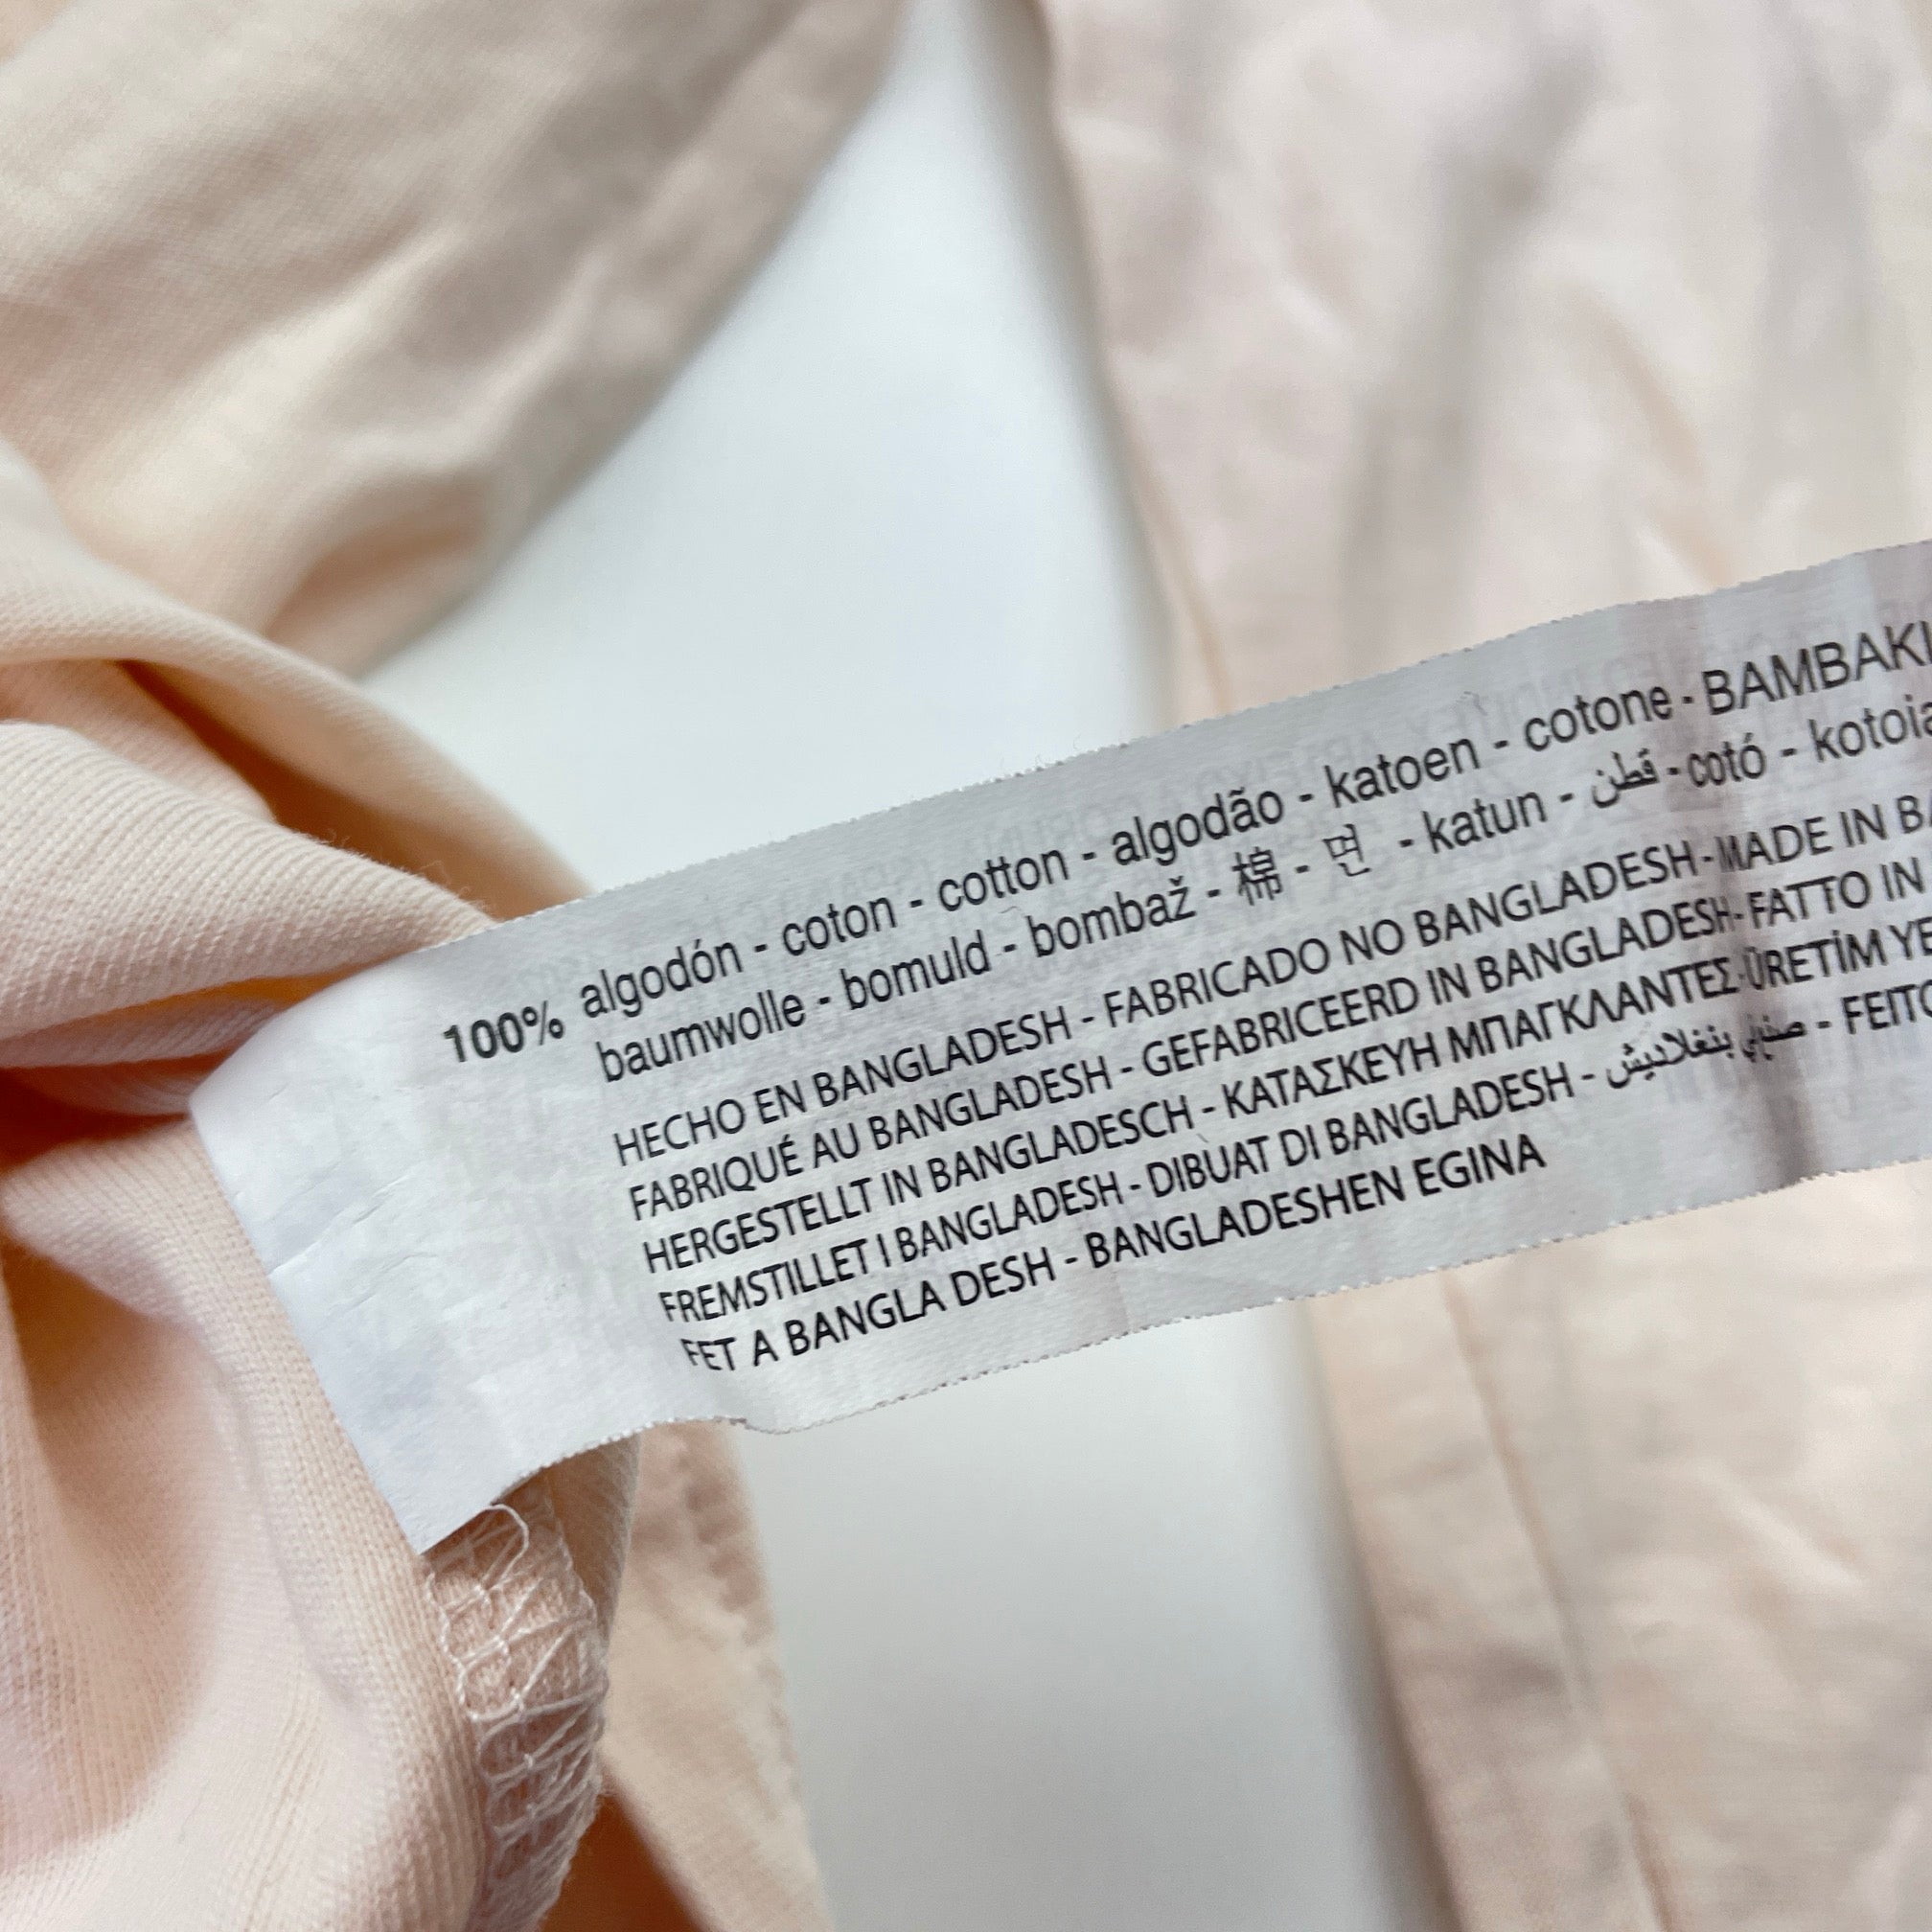 100% algodón - coton - cotton - algodão - katoen - cotone - BAMBAKI
baumwolle - bomuld - bombaž - 棉 - 면 - katun - قطن - cotó - kotoia
HECHO EN BANGLADESH - FABRICADO NO BANGLADESH - MADE IN BA
FABRIQUÉ AU BANGLADESH - GEFABRICEERD IN BANGLADESH - FATTO IN
HERGESTELLT IN BANGLADESCH - ΚΑΤΑΣΚΕΥΗ ΜΠΑΓΚΛΑΝΤΕΣ - ÜRETİM YE
FREMSTILLET I BANGLADESH - DIBUAT DI BANGLADESH - بنغلاديش - FEITO
FET A BANGLA DESH - BANGLADESHEN EGINA